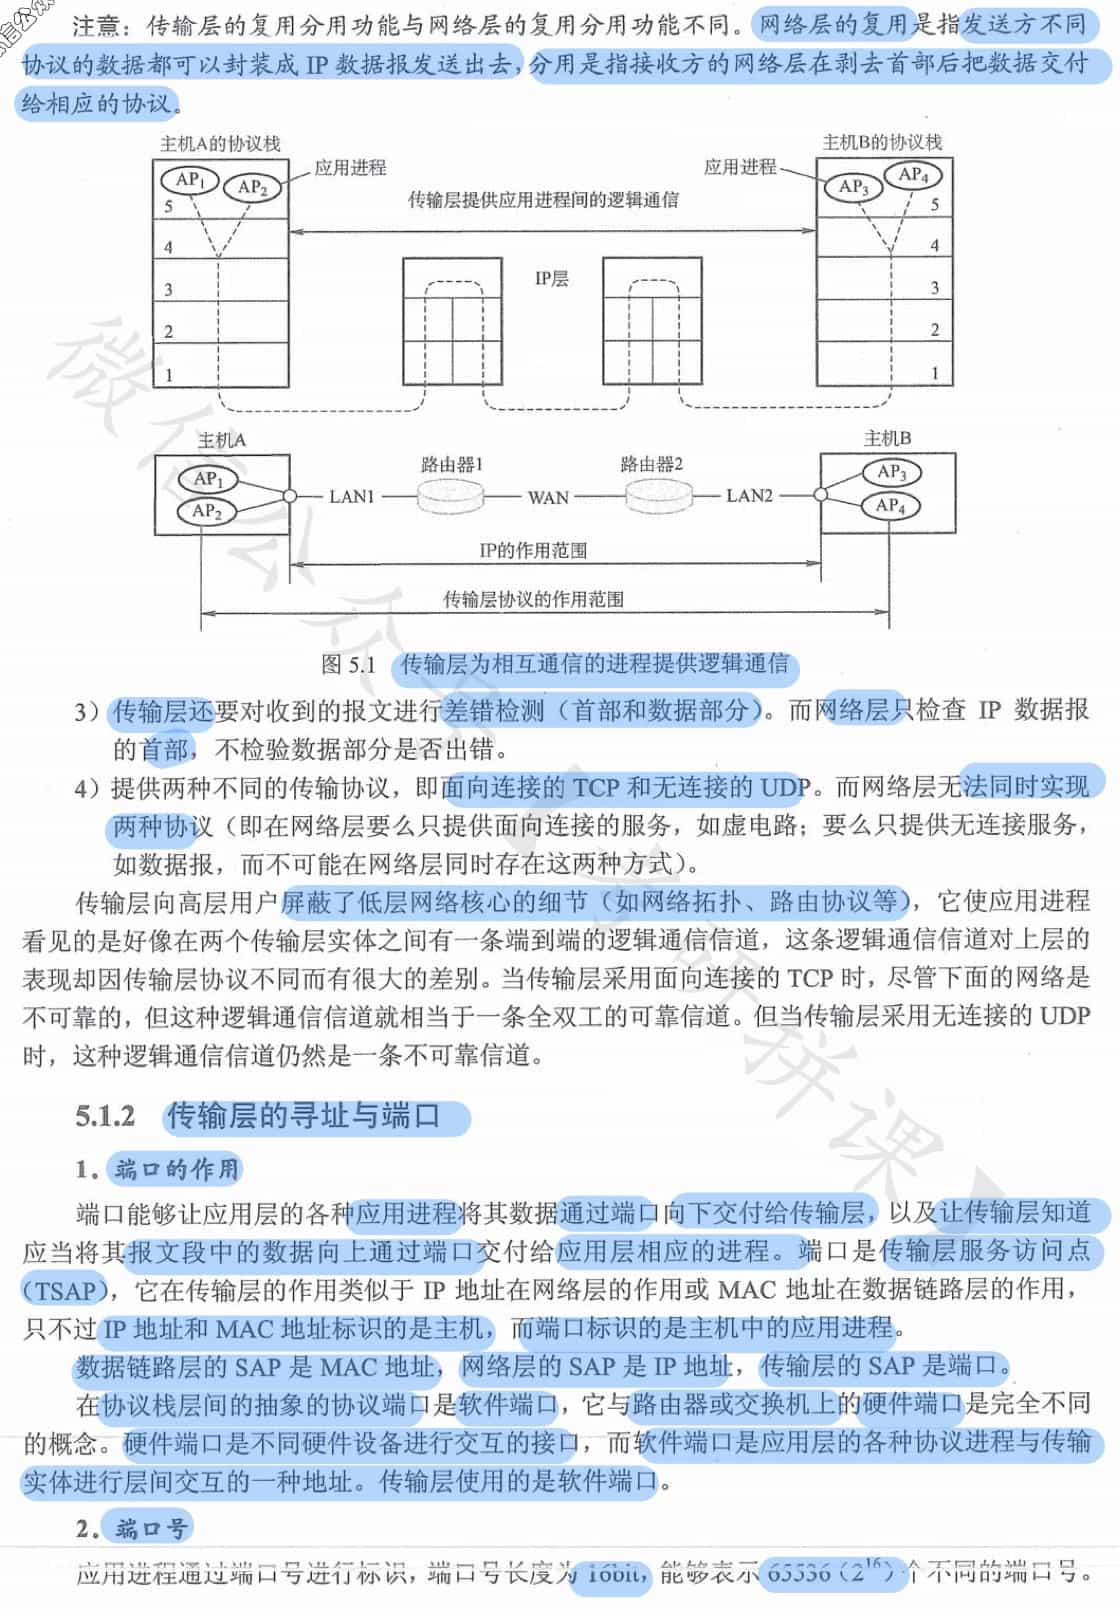 注意：传输层的复用分用功能与网络层的复用分用功能不同。网络层的复用是指发送方不同
协议的数据都可以封装成 IP 数据报发送出去，分用是指接收方的网络层在剥去首部后把数据交付
给相应的协议。
主机A的协议栈
主机B的协议栈
AP1
AP2
应用进程
应用进程
AP3
AP4
5
传输层提供应用进程间的逻辑通信
5
4
4
IP层
3
3
2
2
1
1
主机A
主机B
AP1
AP2
LAN1
路由器1
WAN
路由器2
LAN2
AP3
AP4
IP的作用范围
传输层协议的作用范围
图 5.1 传输层为相互通信的进程提供逻辑通信
3）传输层还要对收到的报文进行差错检测（首部和数据部分）。而网络层只检查 IP 数据报
的首部，不检验数据部分是否出错。
4）提供两种不同的传输协议，即面向连接的 TCP 和无连接的 UDP。而网络层无法同时实现
两种协议（即在网络层要么只提供面向连接的服务，如虚电路；要么只提供无连接服务，
如数据报，而不可能在网络层同时存在这两种方式）。
传输层向高层用户屏蔽了低层网络核心的细节（如网络拓扑、路由协议等），它使应用进程
看见的是好像在两个传输层实体之间有一条端到端的逻辑通信信道，这条逻辑通信信道对上层的
表现却因传输层协议不同而有很大的差别。当传输层采用面向连接的 TCP 时，尽管下面的网络是
不可靠的，但这种逻辑通信信道就相当于一条全双工的可靠信道。但当传输层采用无连接的 UDP
时，这种逻辑通信信道仍然是一条不可靠信道。
5.1.2 传输层的寻址与端口
1。端口的作用
端口能够让应用层的各种应用进程将其数据通过端口向下交付给传输层，以及让传输层知道
应当将其报文段中的数据向上通过端口交付给应用层相应的进程。端口是传输层服务访问点
（TSAP），它在传输层的作用类似于 IP 地址在网络层的作用或 MAC 地址在数据链路层的作用，
只不过 IP 地址和 MAC 地址标识的是主机，而端口标识的是主机中的应用进程。
数据链路层的 SAP 是 MAC 地址，网络层的 SAP 是 IP 地址，传输层的 SAP 是端口。
在协议栈层间的抽象的协议端口是软件端口，它与路由器或交换机上的硬件端口是完全不同
的概念。硬件端口是不同硬件设备进行交互的接口，而软件端口是应用层的各种协议进程与传输
实体进行层间交互的一种地址。传输层使用的是软件端口。
2。端口号
应用进程通过端口号进行标识，端口号长度为 16bit，能够表示 65536（2^16）个不同的端口号。
微信公众号【考研拼课】